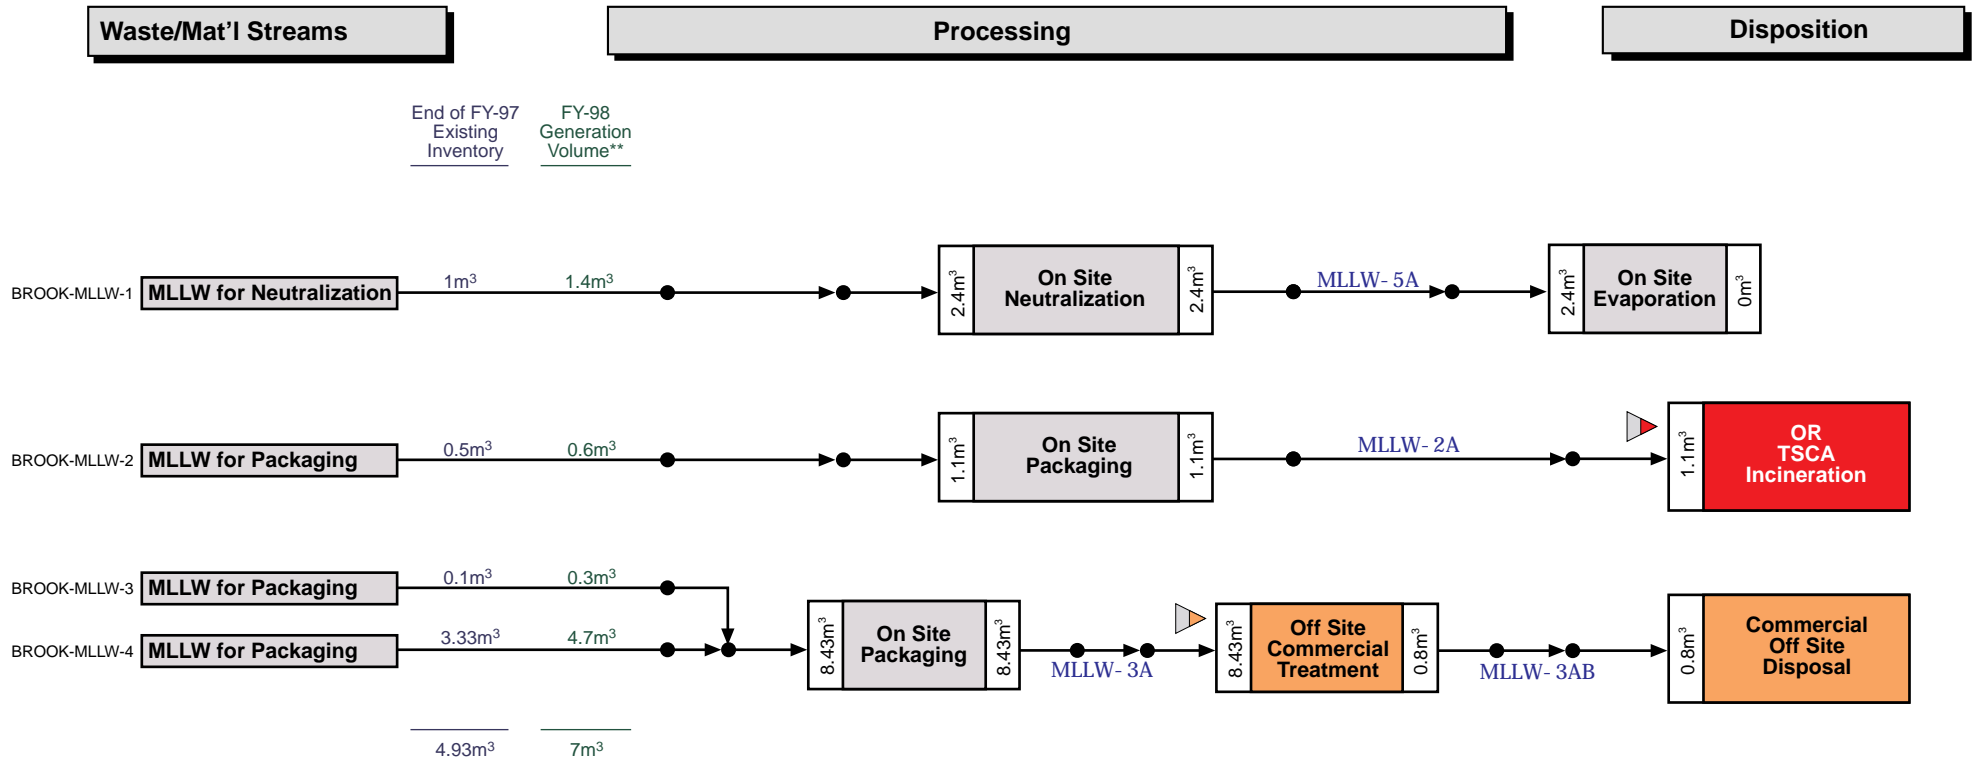 Waste/Mat'l Streams
Processing
Disposition
End of FY-97
Existing
Inventory
FY-98
Generation
Volume**
BROOK-MLLW-1
MLLW for Neutralization
1m³
1.4m³
2.4m³
On Site
Neutralization
2.4m³
MLLW- 5A
2.4m³
On Site
Evaporation
0m³
BROOK-MLLW-2
MLLW for Packaging
0.5m³
0.6m³
1.1m³
On Site
Packaging
1.1m³
MLLW- 2A
1.1m³
OR
TSCA
Incineration
BROOK-MLLW-3
MLLW for Packaging
0.1m³
0.3m³
BROOK-MLLW-4
MLLW for Packaging
3.33m³
4.7m³
8.43m³
On Site
Packaging
8.43m³
MLLW- 3A
8.43m³
Off Site
Commercial
Treatment
0.8m³
MLLW- 3AB
0.8m³
Commercial
Off Site
Disposal
4.93m³
7m³